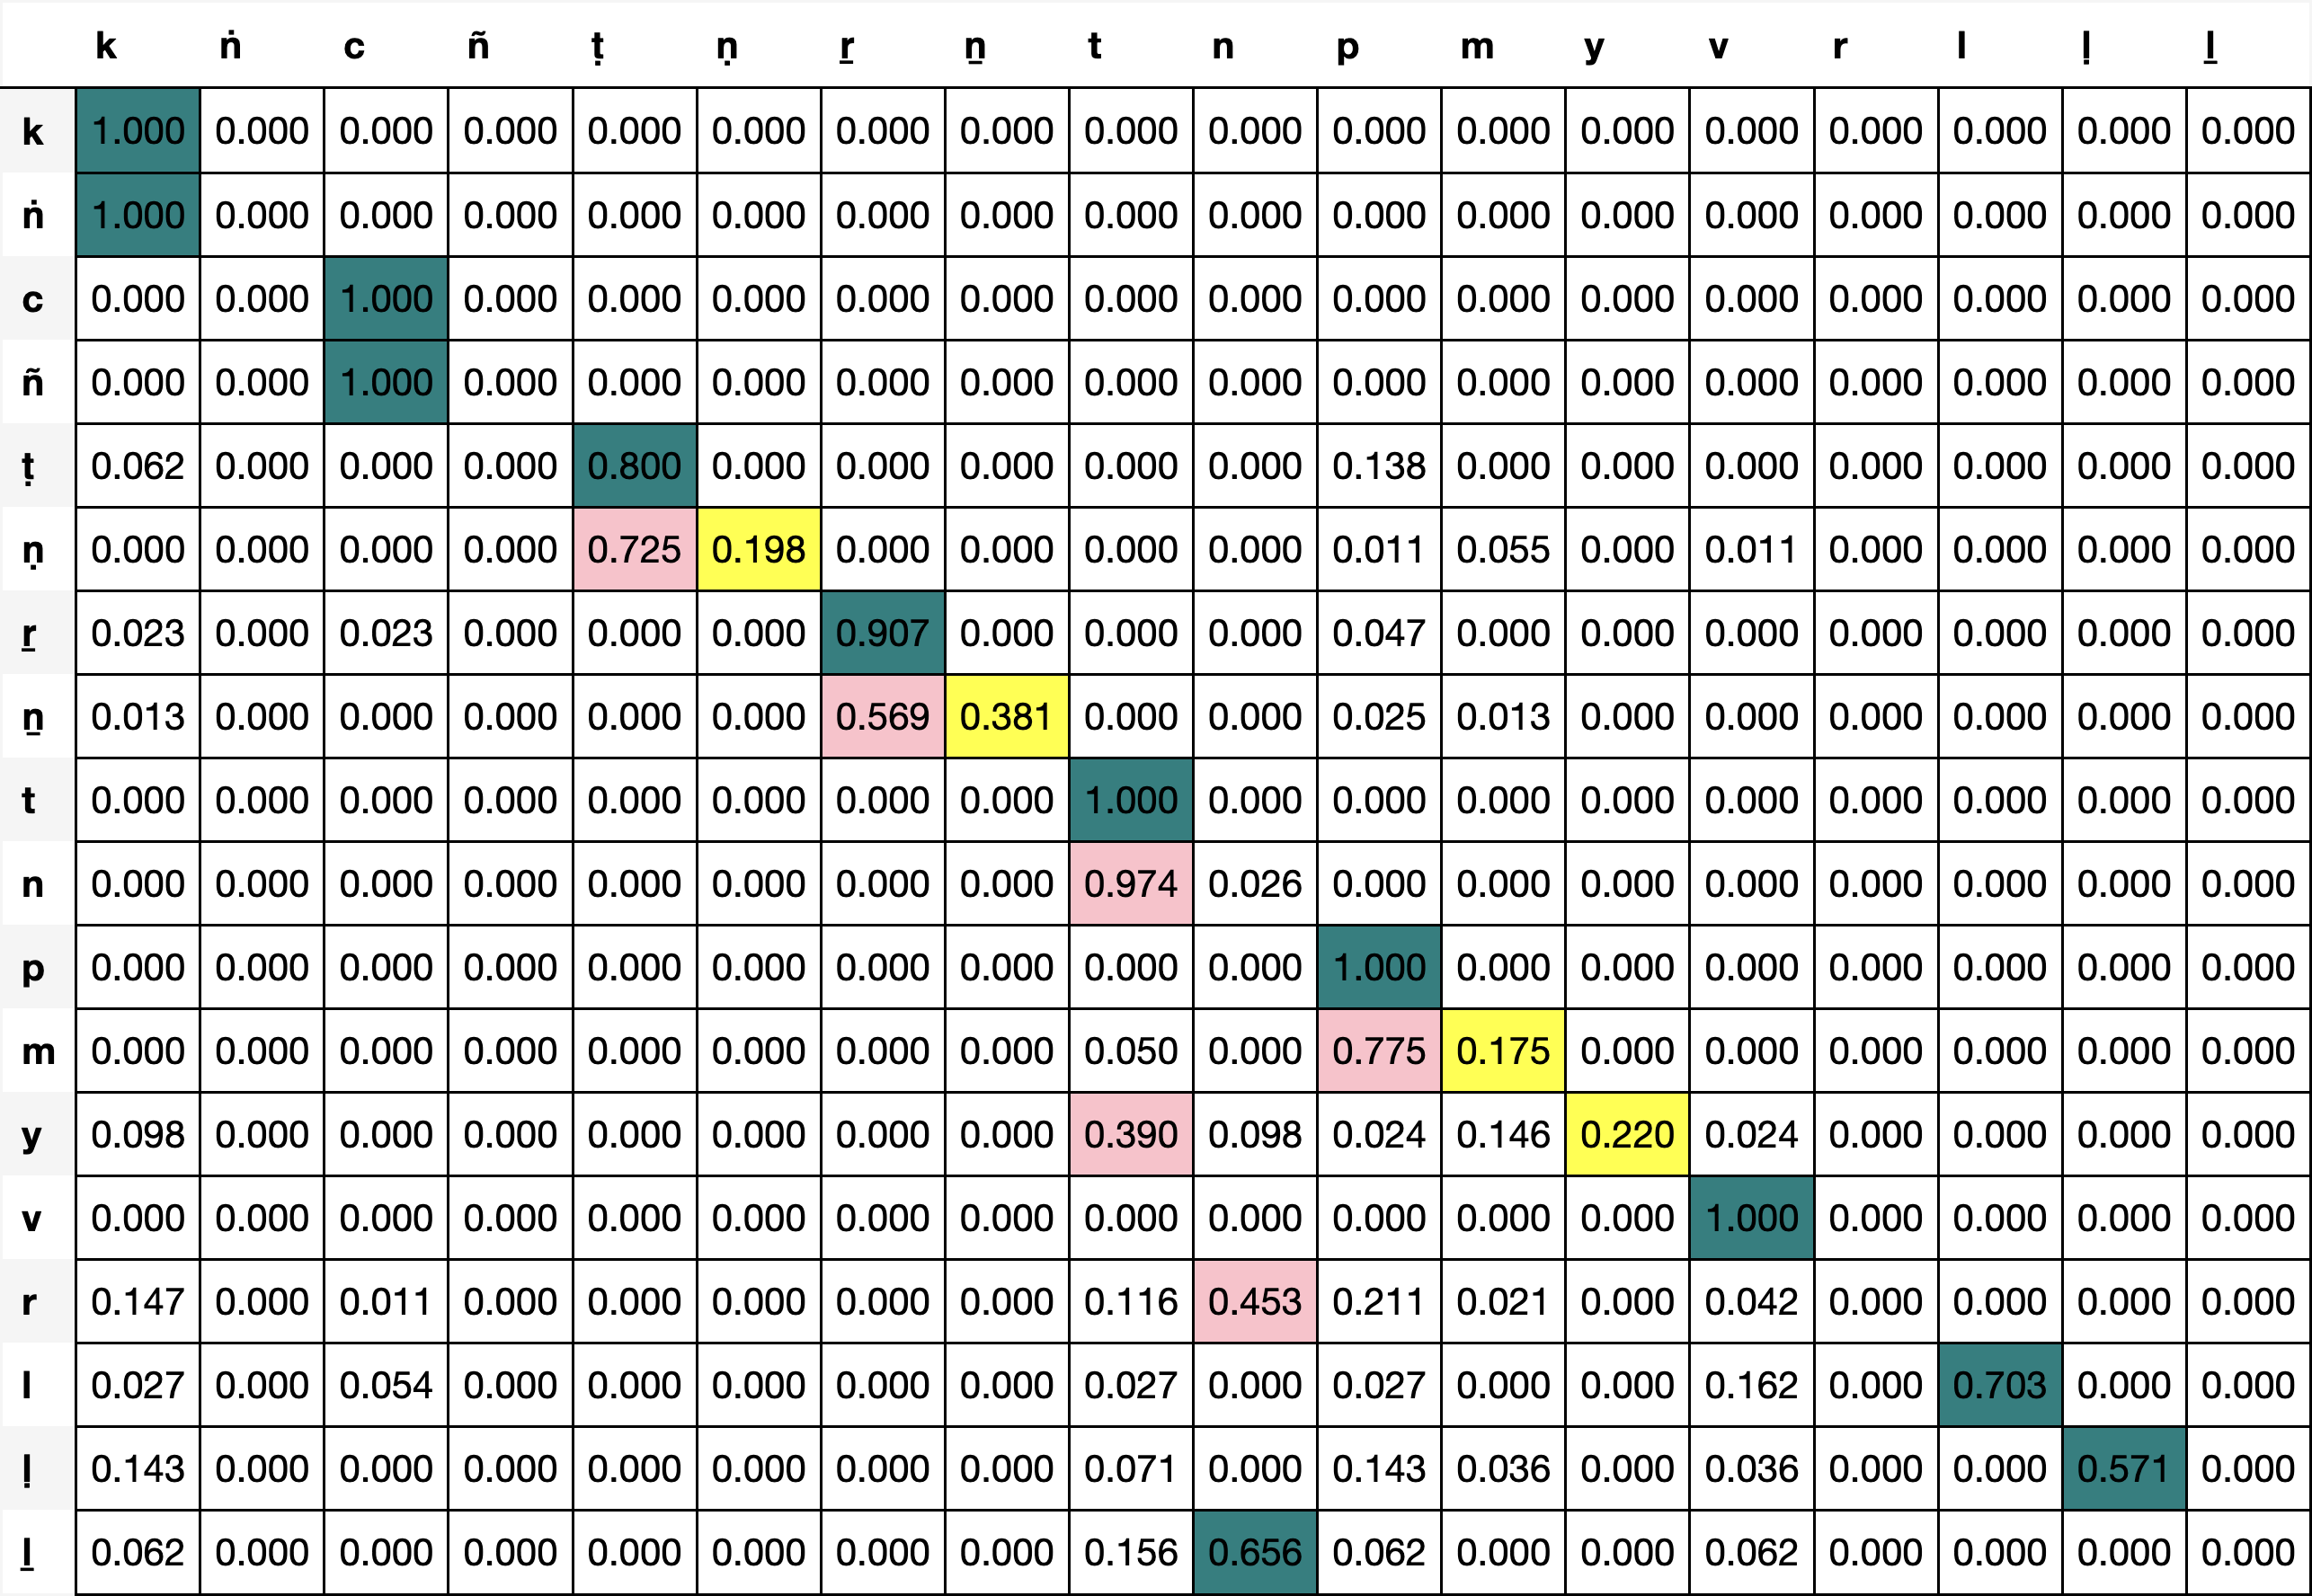 k ṅ c ñ ṭ ṇ ṟ ṉ t n p m y v r l ḷ ḻ
k 1.000 0.000 0.000 0.000 0.000 0.000 0.000 0.000 0.000 0.000 0.000 0.000 0.000 0.000 0.000 0.000 0.000 0.000
ṅ 1.000 0.000 0.000 0.000 0.000 0.000 0.000 0.000 0.000 0.000 0.000 0.000 0.000 0.000 0.000 0.000 0.000 0.000
c 0.000 0.000 1.000 0.000 0.000 0.000 0.000 0.000 0.000 0.000 0.000 0.000 0.000 0.000 0.000 0.000 0.000 0.000
ñ 0.000 0.000 1.000 0.000 0.000 0.000 0.000 0.000 0.000 0.000 0.000 0.000 0.000 0.000 0.000 0.000 0.000 0.000
ṭ 0.062 0.000 0.000 0.000 0.800 0.000 0.000 0.000 0.000 0.000 0.138 0.000 0.000 0.000 0.000 0.000 0.000 0.000
ṇ 0.000 0.000 0.000 0.000 0.725 0.198 0.000 0.000 0.000 0.000 0.011 0.055 0.000 0.011 0.000 0.000 0.000 0.000
ṟ 0.023 0.000 0.023 0.000 0.000 0.000 0.907 0.000 0.000 0.000 0.047 0.000 0.000 0.000 0.000 0.000 0.000 0.000
ṉ 0.013 0.000 0.000 0.000 0.000 0.000 0.569 0.381 0.000 0.000 0.025 0.013 0.000 0.000 0.000 0.000 0.000 0.000
t 0.000 0.000 0.000 0.000 0.000 0.000 0.000 0.000 1.000 0.000 0.000 0.000 0.000 0.000 0.000 0.000 0.000 0.000
n 0.000 0.000 0.000 0.000 0.000 0.000 0.000 0.000 0.974 0.026 0.000 0.000 0.000 0.000 0.000 0.000 0.000 0.000
p 0.000 0.000 0.000 0.000 0.000 0.000 0.000 0.000 0.000 0.000 1.000 0.000 0.000 0.000 0.000 0.000 0.000 0.000
m 0.000 0.000 0.000 0.000 0.000 0.000 0.000 0.000 0.050 0.000 0.775 0.175 0.000 0.000 0.000 0.000 0.000 0.000
y 0.098 0.000 0.000 0.000 0.000 0.000 0.000 0.000 0.390 0.098 0.024 0.146 0.220 0.024 0.000 0.000 0.000 0.000
v 0.000 0.000 0.000 0.000 0.000 0.000 0.000 0.000 0.000 0.000 0.000 0.000 0.000 1.000 0.000 0.000 0.000 0.000
r 0.147 0.000 0.011 0.000 0.000 0.000 0.000 0.000 0.116 0.453 0.211 0.021 0.000 0.042 0.000 0.000 0.000 0.000
l 0.027 0.000 0.054 0.000 0.000 0.000 0.000 0.000 0.027 0.000 0.027 0.000 0.000 0.162 0.000 0.703 0.000 0.000
ḷ 0.143 0.000 0.000 0.000 0.000 0.000 0.000 0.000 0.071 0.000 0.143 0.036 0.000 0.036 0.000 0.000 0.571 0.000
ḻ 0.062 0.000 0.000 0.000 0.000 0.000 0.000 0.000 0.156 0.656 0.062 0.000 0.000 0.062 0.000 0.000 0.000 0.000